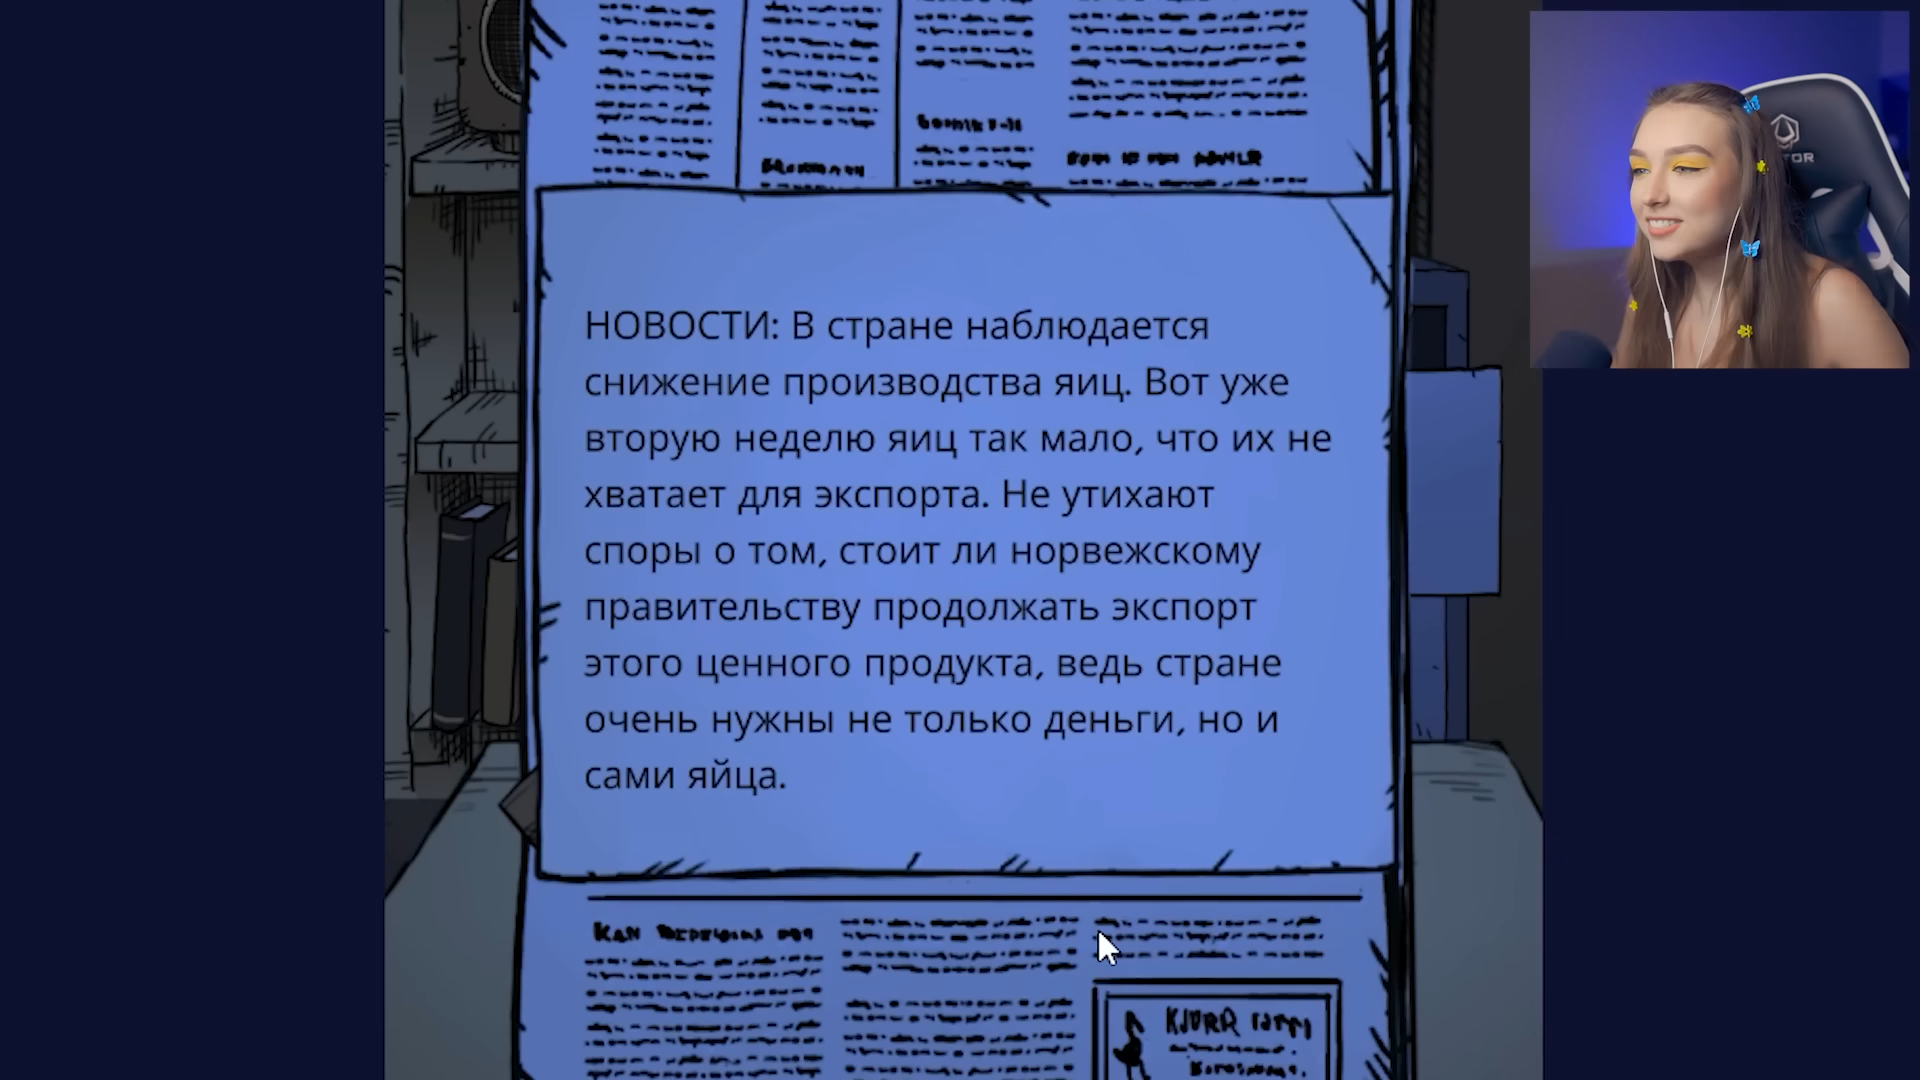 НОВОСТИ: В стране наблюдается
снижение производства яиц. Вот уже
вторую неделю яиц так мало, что их не
хватает для экспорта. Не утихают
споры о том, стоит ли норвежскому
правительству продолжать экспорт
этого ценного продукта, ведь стране
очень нужны не только деньги, но и
сами яйца.